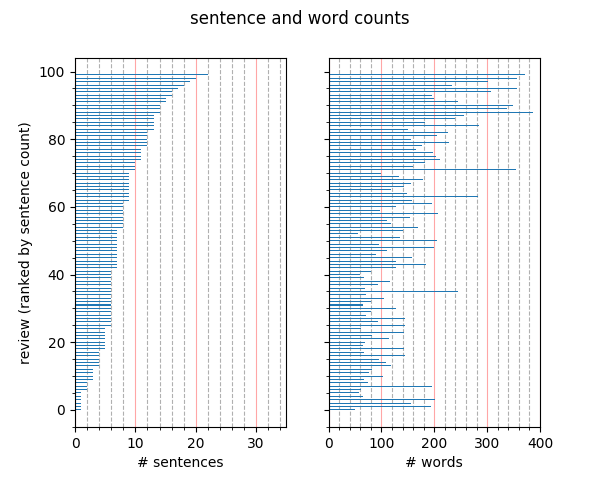 sentence and word counts
100
80
60
40
20
0
review (ranked by sentence count)
0 10 20 30
# sentences
0 100 200 300 400
# words